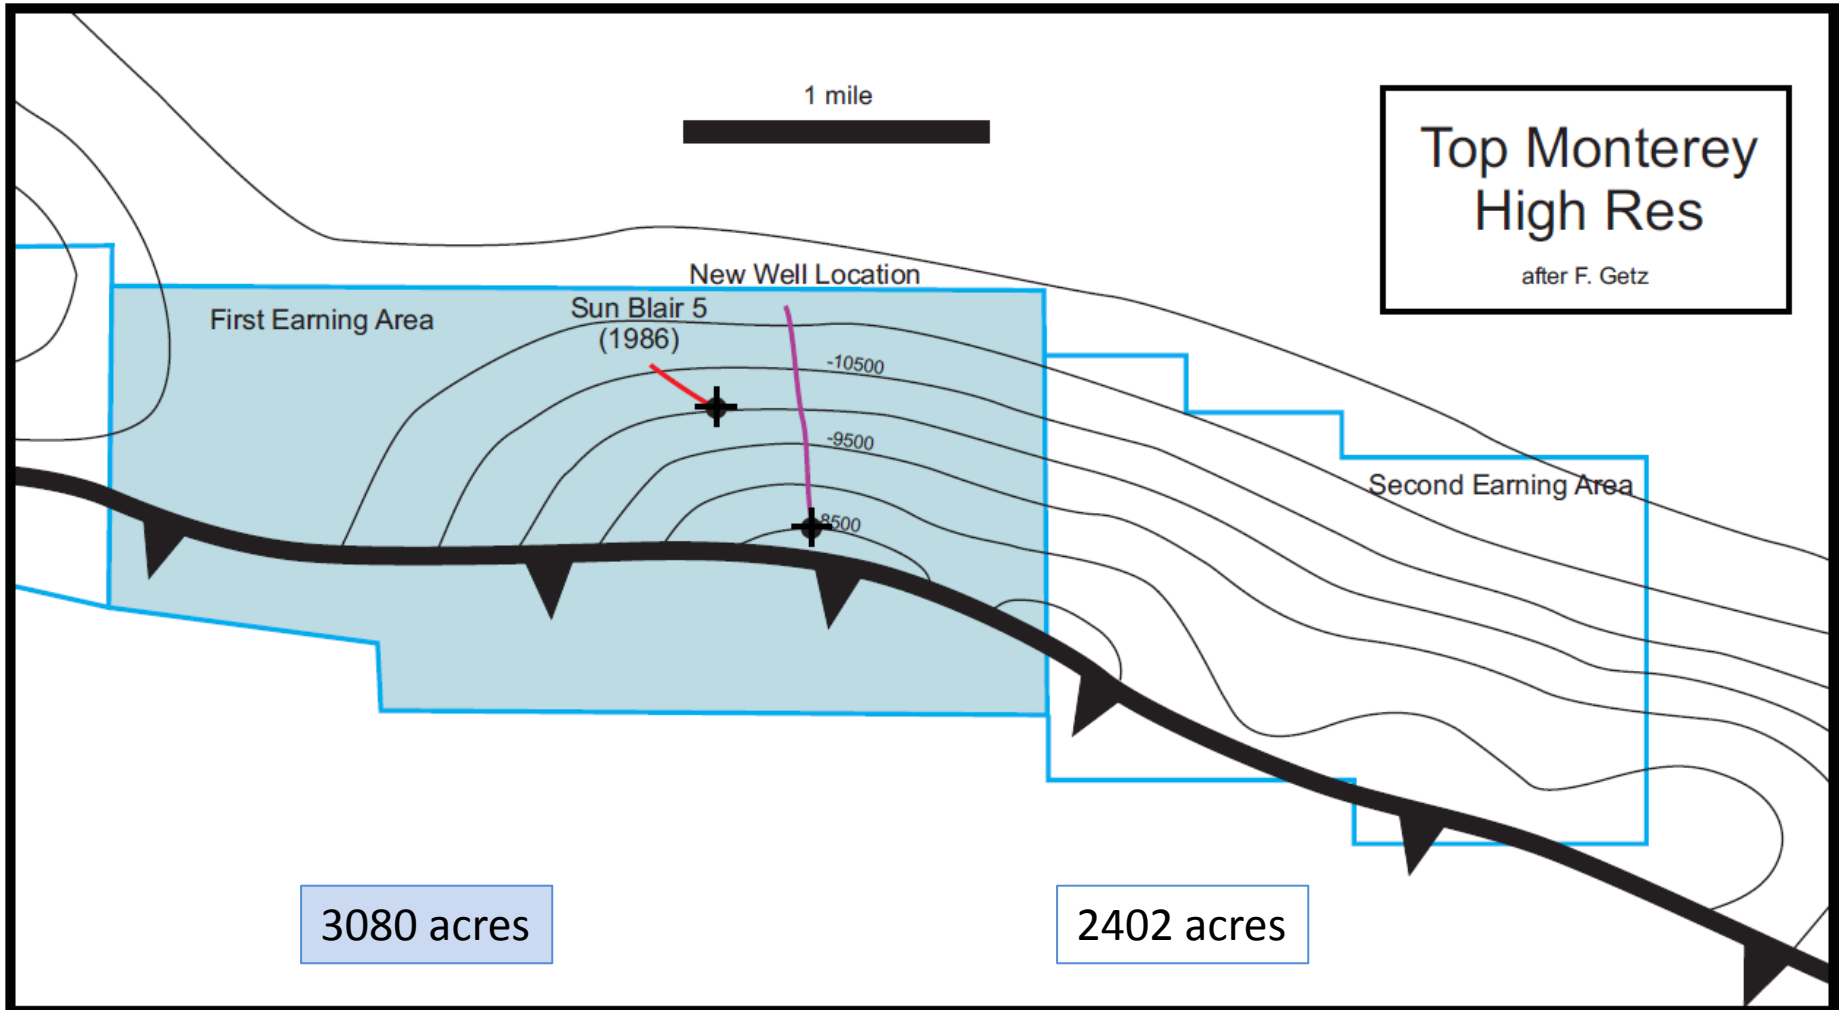 1 mile
Top Monterey
High Res
after F. Getz
New Well Location
First Earning Area
Sun Blair 5
(1986)
-10500
-9500
-8500
Second Earning Area
3080 acres
2402 acres